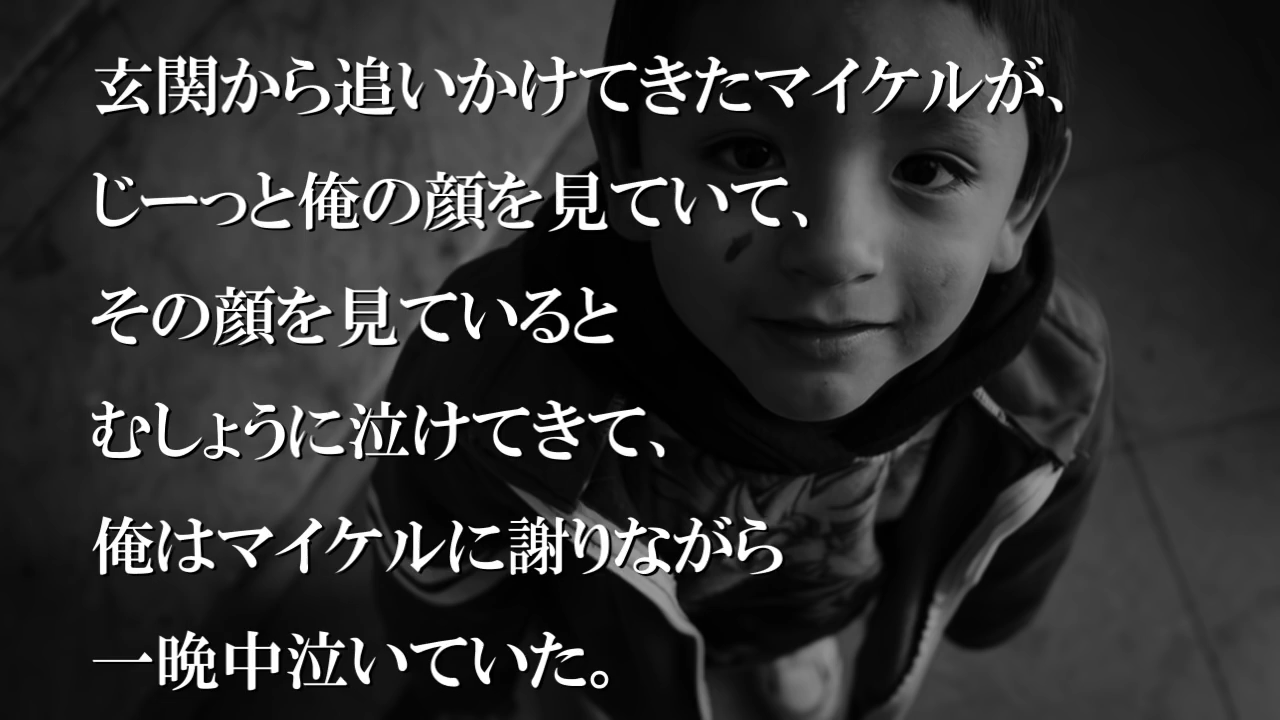 玄関から追いかけてきたマイケルが、
じーっと俺の顔を見ていて、
その顔を見ていると
むしょうに泣けてきて、
俺はマイケルに謝りながら
一晩中泣いていた。